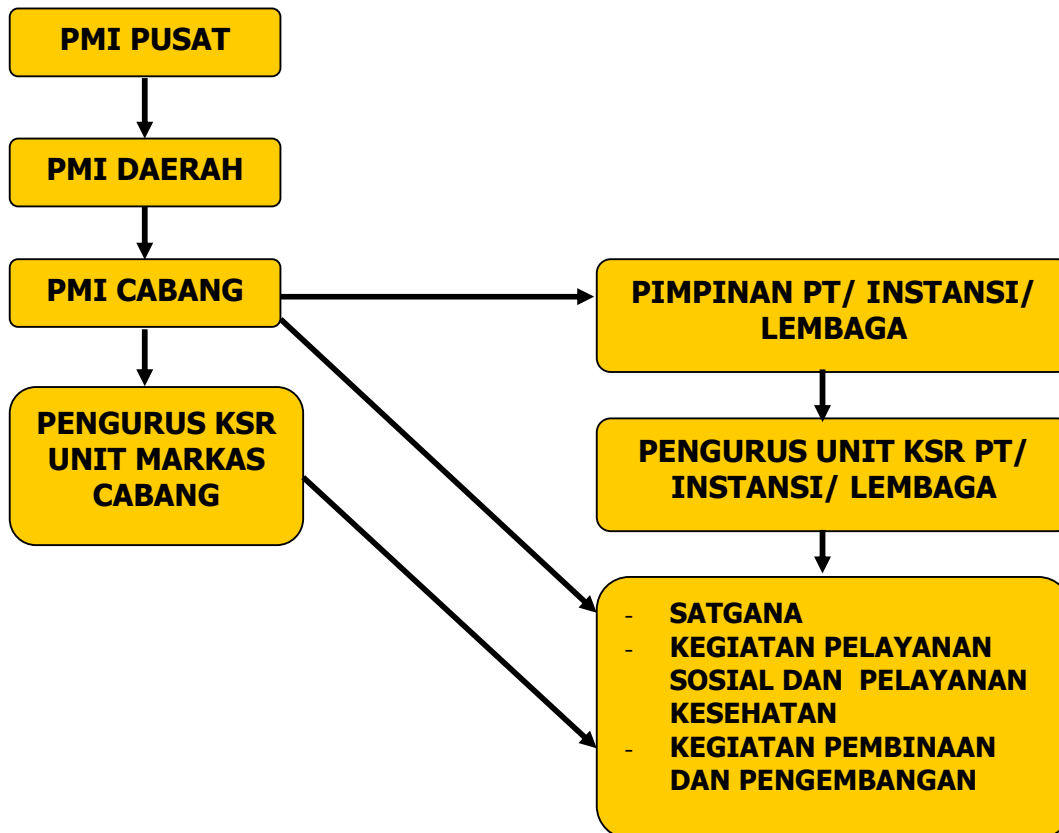 PMI PUSAT
PMI DAERAH
PMI CABANG
PENGURUS KSR
UNIT MARKAS
CABANG
PIMPINAN PT/ INSTANSI/
LEMBAGA
PENGURUS UNIT KSR PT/
INSTANSI/ LEMBAGA
- SATGANA
- KEGIATAN PELAYANAN
SOSIAL DAN PELAYANAN
KESEHATAN
- KEGIATAN PEMBINAAN
DAN PENGEMBANGAN